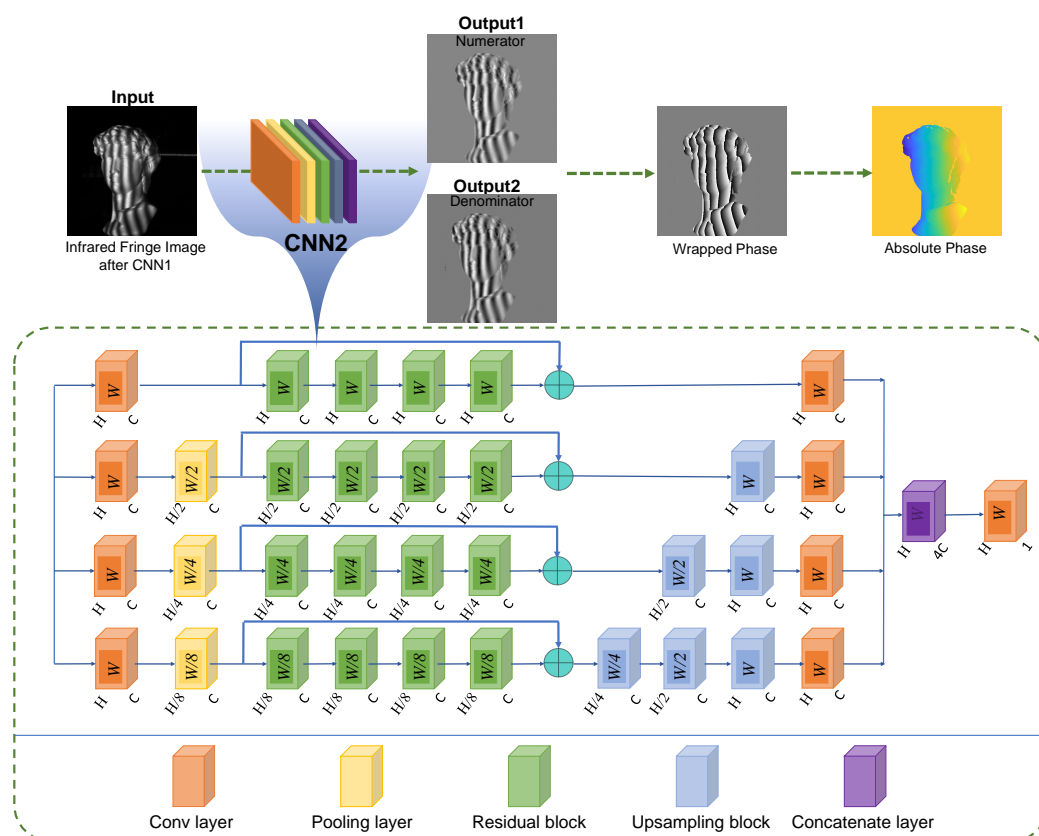 Output1
Numerator
Input
Output2
Denominator
CNN2
Infrared Fringe Image
after CNN1
Wrapped Phase
Absolute Phase
W W W W W W
H C H C H C H C H C H C
W W/2 W/2 W/2 W/2 W/2 W W
H C H/2 C H/2 C H/2 C H/2 C H/2 C H C H C
W
H 4C
W
H 1
W W/4 W/4 W/4 W/4 W/4 W/2 W W
H C H/4 C H/4 C H/4 C H/4 C H/4 C H/2 C H C H C
W W/8 W/8 W/8 W/8 W/8 W/4 W/2 W W
H C H/8 C H/8 C H/8 C H/8 C H/8 C H/4 C H/2 C H C H C
Conv layer
Pooling layer
Residual block
Upsampling block
Concatenate layer